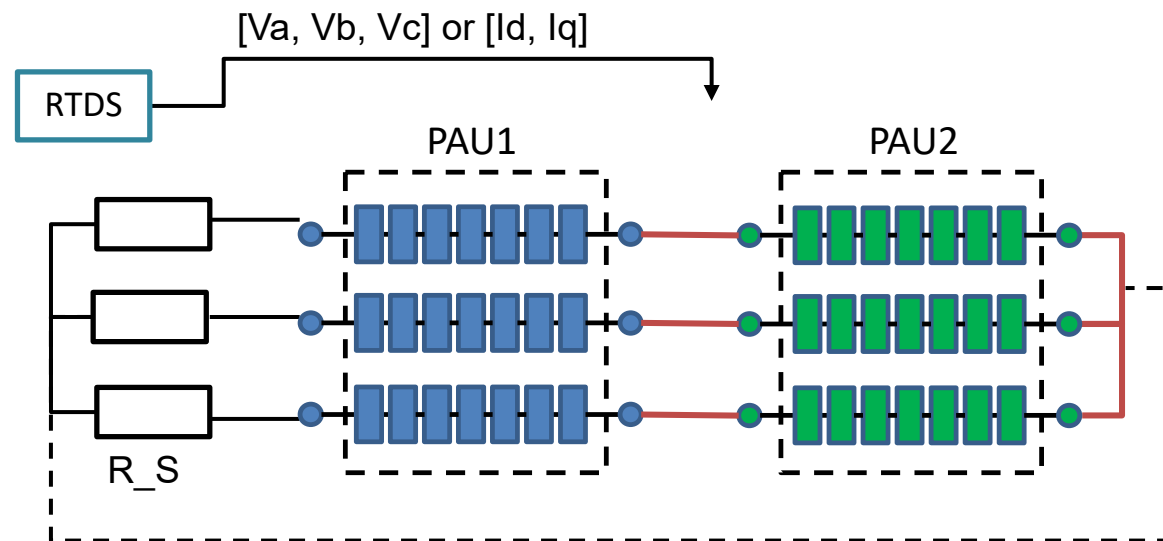 [Va, Vb, Vc] or [Id, Iq]
RTDS
PAU1
PAU2
R_S